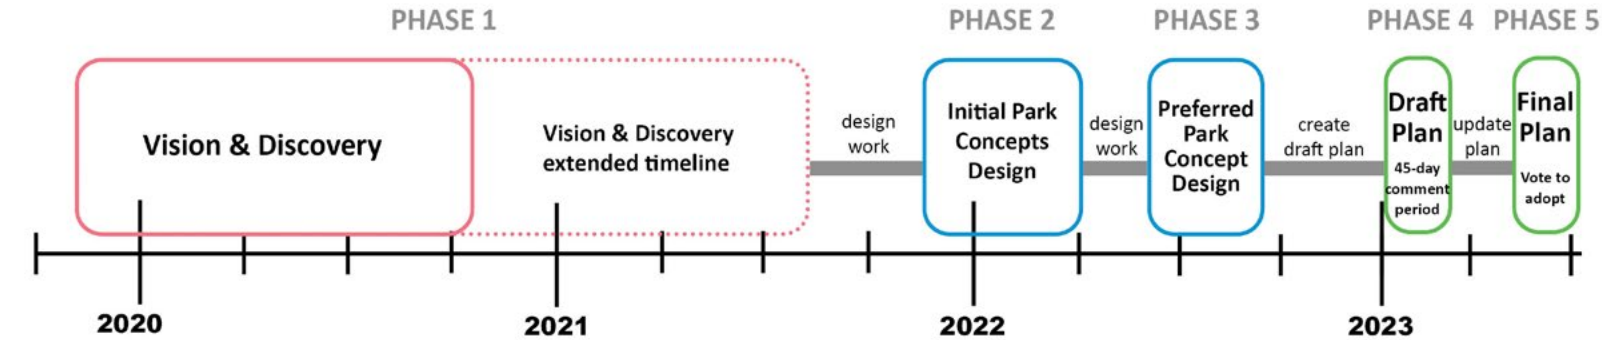 PHASE 1
PHASE 2
PHASE 3
PHASE 4
PHASE 5
Vision & Discovery
Vision & Discovery
extended timeline
design
work
Initial Park
Concepts
Design
design
work
Preferred
Park
Concept
Design
create
draft plan
Draft
Plan
45-day
comment
period
update
plan
Final
Plan
Vote to
adopt
2020
2021
2022
2023